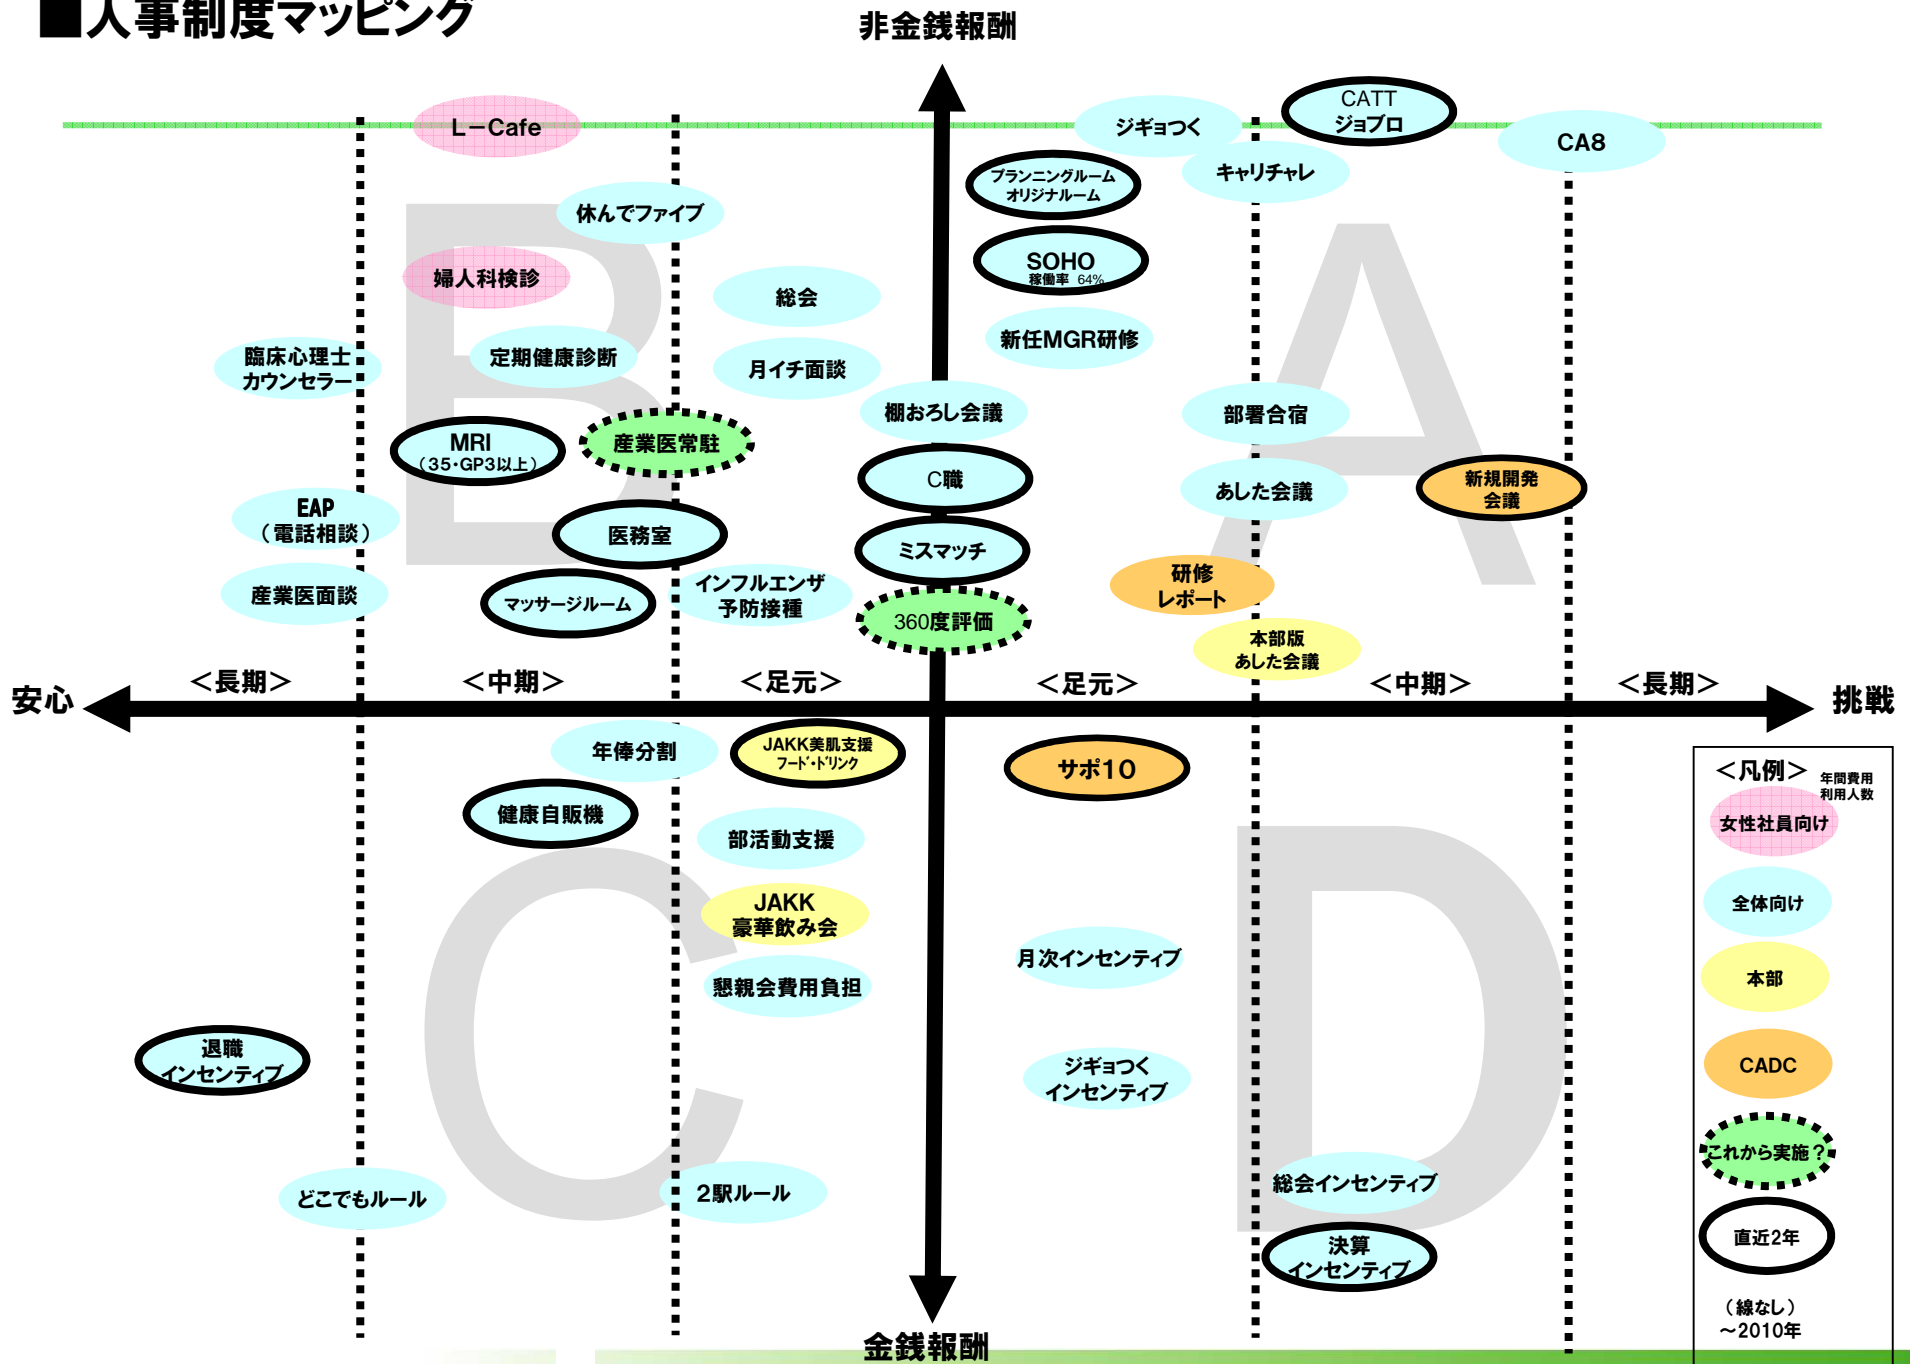 ■人事制度マッピング
非金銭報酬
L－Cafe
ジギョつく
CATT
ジョブロ
CA8
キャリチャレ
プランニングルーム
オリジナルルーム
休んでファイブ
SOHO
稼働率 64%
婦人科検診
総会
新任MGR研修
臨床心理士
カウンセラー
定期健康診断
月イチ面談
棚おろし会議
部署合宿
MRI
（35・GP3以上）
産業医常駐
C職
あした会議
新規開発
会議
EAP
（電話相談）
医務室
ミスマッチ
産業医面談
マッサージルーム
インフルエンザ
予防接種
360度評価
研修
レポート
本部版
あした会議
B
A
安心
＜長期＞
＜中期＞
＜足元＞
＜足元＞
＜中期＞
＜長期＞
挑戦
年俸分割
JAKK美肌支援
フード・ドリンク
サポ10
健康自販機
部活動支援
JAKK
豪華飲み会
懇親会費用負担
月次インセンティブ
退職
インセンティブ
ジギョつく
インセンティブ
どこでもルール
2駅ルール
総会インセンティブ
決算
インセンティブ
C
D
金銭報酬
＜凡例＞
年間費用
利用人数
女性社員向け
全体向け
本部
CADC
これから実施？
直近2年
（線なし）
～2010年